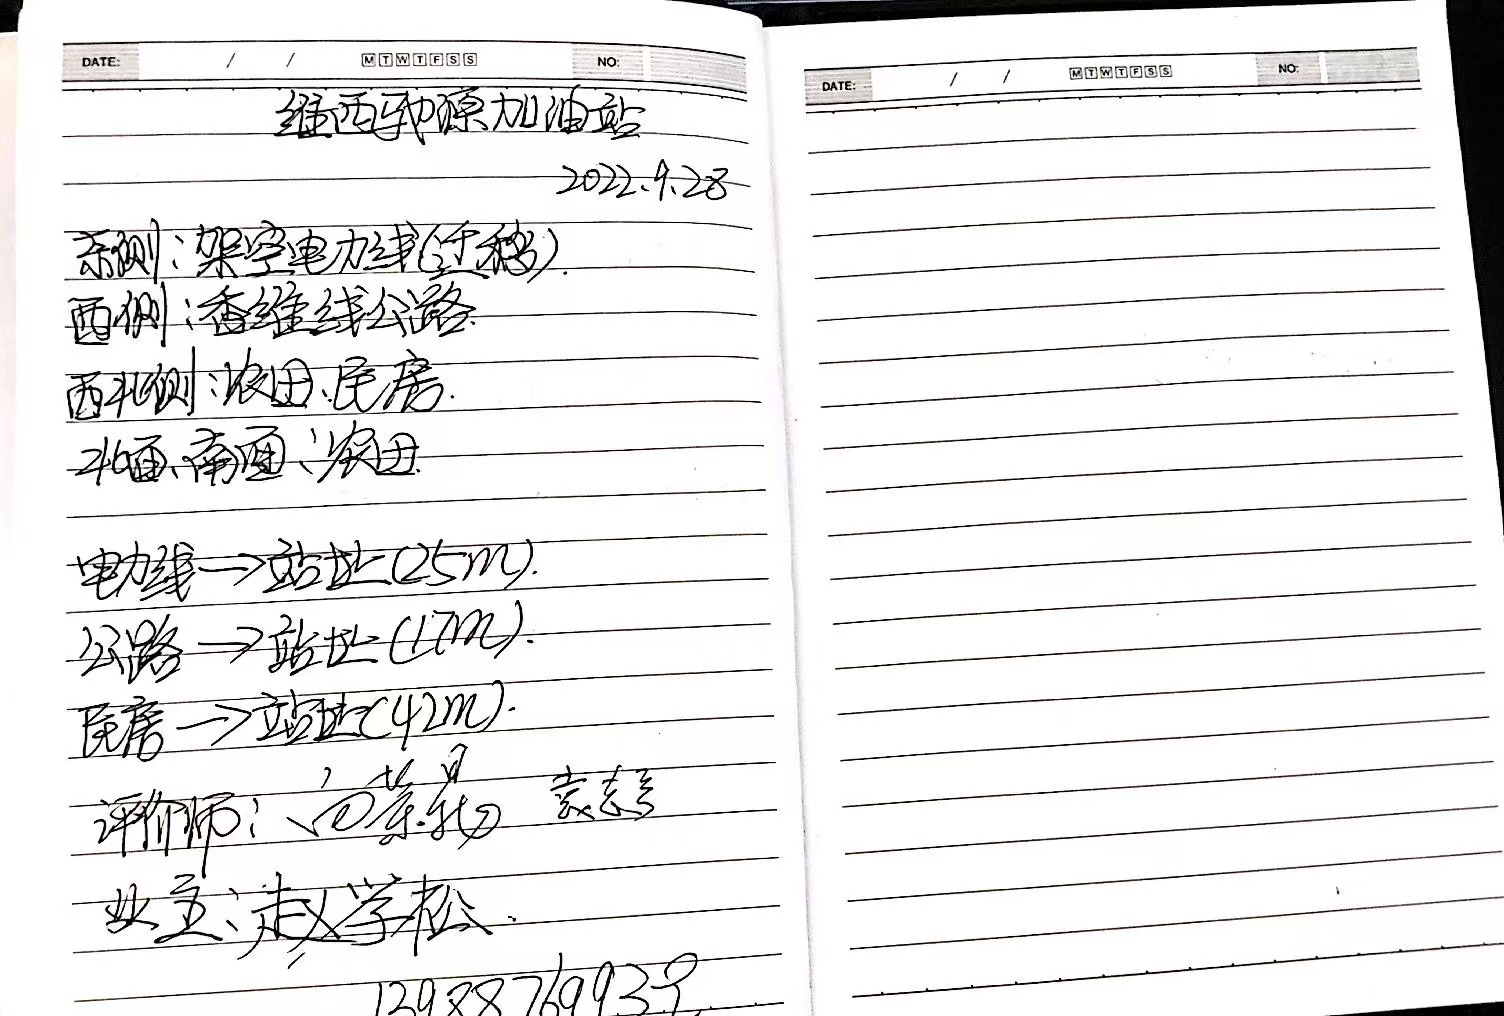 DATE: / / M T W T F S S NO:
维西驰源加油站
2022.9.28
东侧:架空电力线(迁移).
西侧:香维线公路.
西北侧:农田、民房.
北面、南面:农田.
电力线→站址(25m).
公路→站址(17m).
民房→站址(42m).
评价师:
业主:赵学松.
DATE: / / M T W T F S S NO: